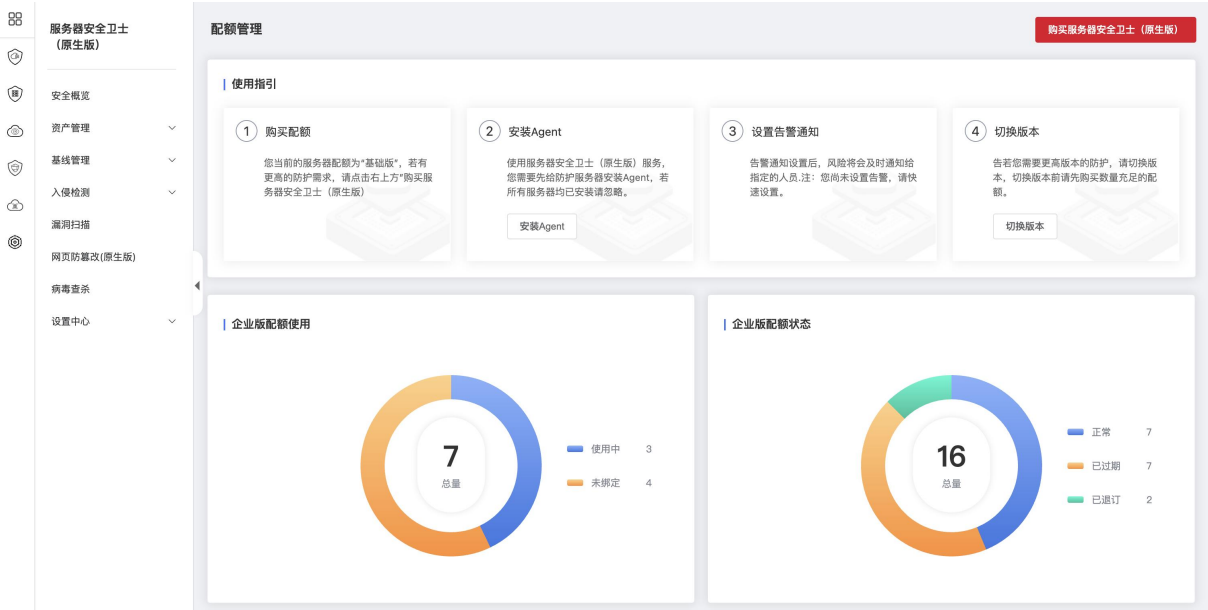 服务器安全卫士
（原生版）
安全概览
资产管理
基线管理
入侵检测
漏洞扫描
网页防篡改(原生版)
病毒查杀
设置中心
配额管理
购买服务器安全卫士（原生版）
使用指引
1 购买配额
您当前的服务器配额为“基础版”，若有
更高的防护需求，请点击右上方“购买服
务器安全卫士（原生版）
2 安装Agent
使用服务器安全卫士（原生版）服务，
您需要先给防护服务器安装Agent，若
所有服务器均已安装请忽略。
安装Agent
3 设置告警通知
告警通知设置后，风险将会及时通知给
指定的人员.注：您尚未设置告警，请快
速设置。
4 切换版本
告若您需要更高版本的防护，请切换版
本，切换版本前请先购买数量充足的配
额。
切换版本
企业版配额使用
7
总量
使用中 3
未绑定 4
企业版配额状态
16
总量
正常 7
已过期 7
已退订 2